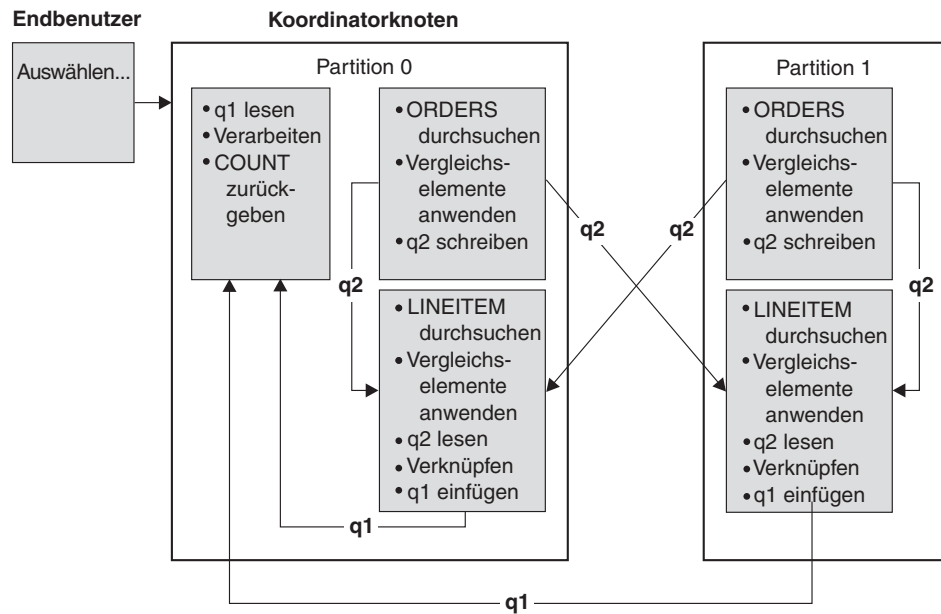 Endbenutzer
Koordinatorknoten
Auswählen...
Partition 0
• q1 lesen
• Verarbeiten
• COUNT
zurück-
geben
• ORDERS
durchsuchen
• Vergleichs-
elemente
anwenden
• q2 schreiben
q2
• LINEITEM
durchsuchen
• Vergleichs-
elemente
anwenden
• q2 lesen
• Verknüpfen
• q1 einfügen
q1
q2
q2
Partition 1
• ORDERS
durchsuchen
• Vergleichs-
elemente
anwenden
• q2 schreiben
q2
• LINEITEM
durchsuchen
• Vergleichs-
elemente
anwenden
• q2 lesen
• Verknüpfen
• q1 einfügen
q1